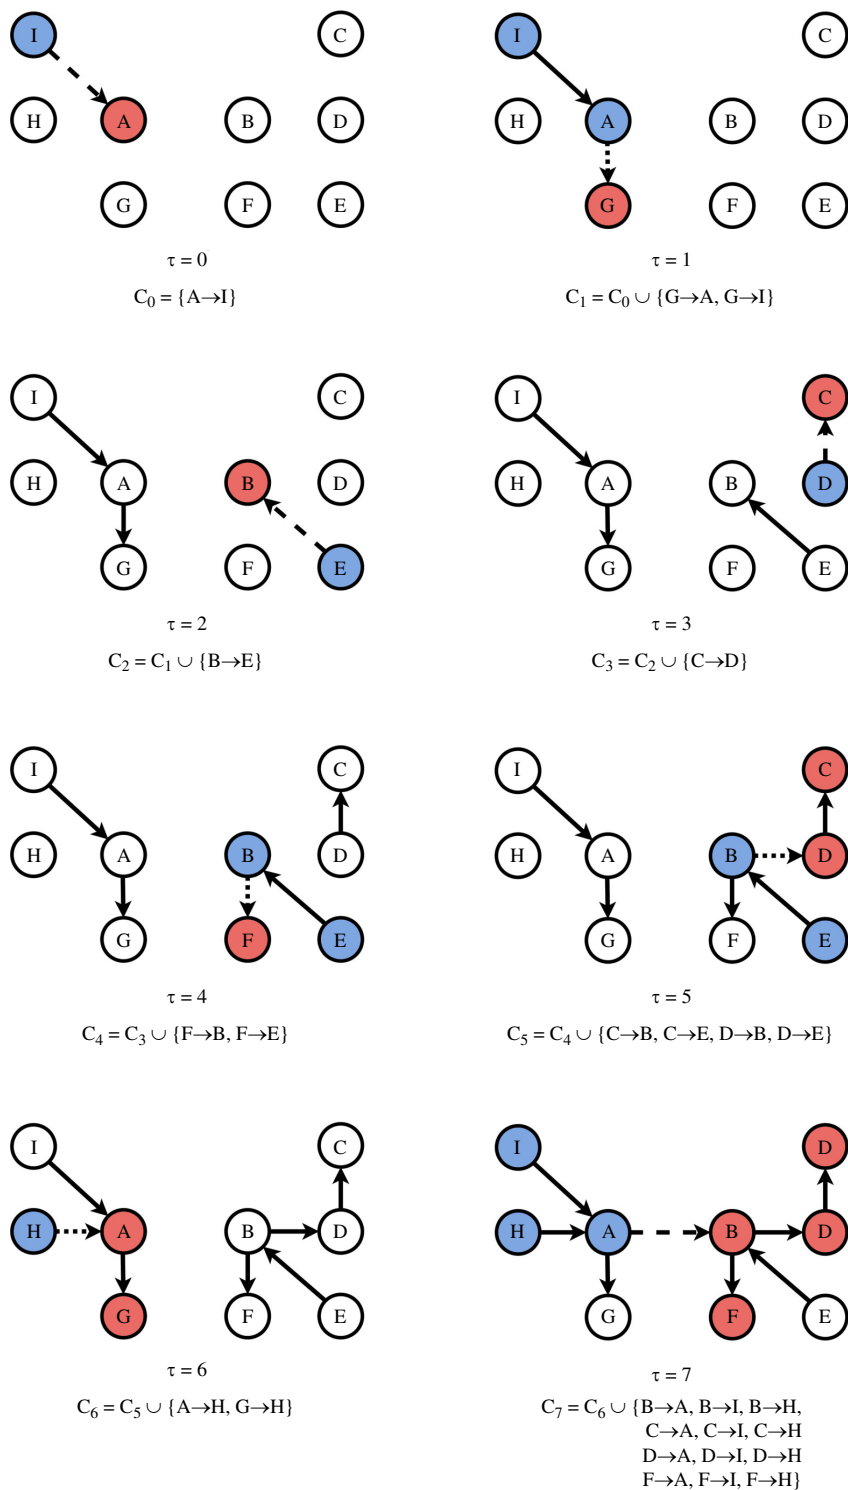 I C
H A B D
G F E
τ = 0
C₀ = {A→I}
I C
H A B D
G F E
τ = 1
C₁ = C₀ ∪ {G→A, G→I}
I C
H A B D
G F E
τ = 2
C₂ = C₁ ∪ {B→E}
I C
H A B D
G F E
τ = 3
C₃ = C₂ ∪ {C→D}
I C
H A B D
G F E
τ = 4
C₄ = C₃ ∪ {F→B, F→E}
I C
H A B D
G F E
τ = 5
C₅ = C₄ ∪ {C→B, C→E, D→B, D→E}
I C
H A B D
G F E
τ = 6
C₆ = C₅ ∪ {A→H, G→H}
I D
H A B D
G F E
τ = 7
C₇ = C₆ ∪ {B→A, B→I, B→H,
C→A, C→I, C→H
D→A, D→I, D→H
F→A, F→I, F→H}